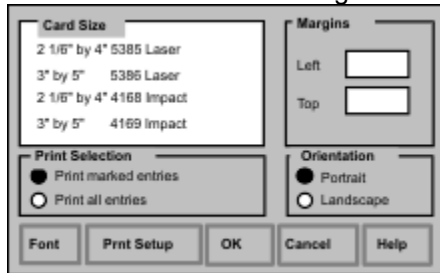 Card Size
2 1/6" by 4" 5385 Laser
3" by 5" 5386 Laser
2 1/6" by 4" 4168 Impact
3" by 5" 4169 Impact
Margins
Left
Top
Print Selection
Print marked entries
Print all entries
Orientation
Portrait
Landscape
Font Prnt Setup OK Cancel Help